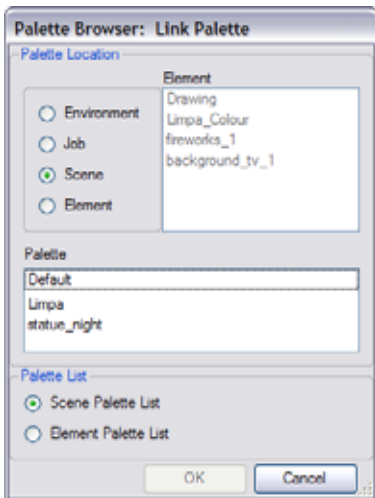 Palette Browser: Link Palette
Palette Location
Element
Environment
Job
Scene
Element
Drawing
Limpa_Colour
fireworks_1
background_tv_1
Palette
Default
Limpa
statue_night
Palette List
Scene Palette List
Element Palette List
OK
Cancel